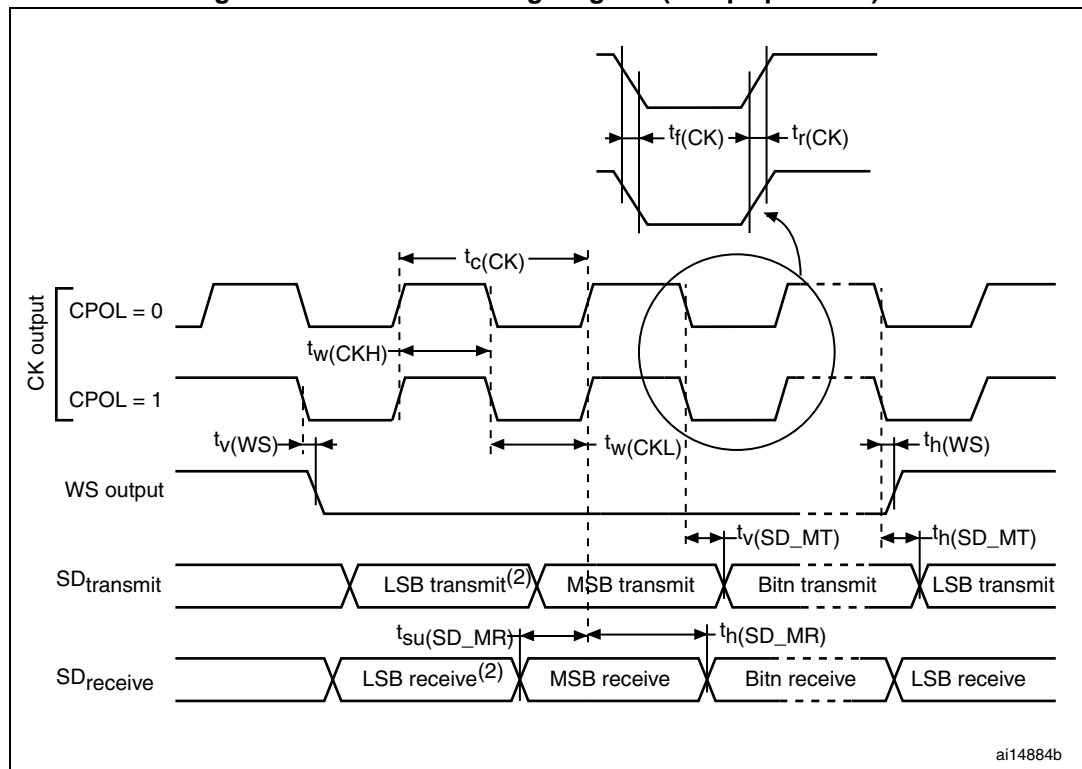 tf(CK)
tr(CK)
tc(CK)
CK output
CPOL = 0
tw(CKH)
CPOL = 1
tv(WS)
tw(CKL)
th(WS)
WS output
tv(SD_MT)
th(SD_MT)
SDtransmit
LSB transmit(2)
MSB transmit
Bitn transmit
LSB transmit
tsu(SD_MR)
th(SD_MR)
SDreceive
LSB receive(2)
MSB receive
Bitn receive
LSB receive
ai14884b